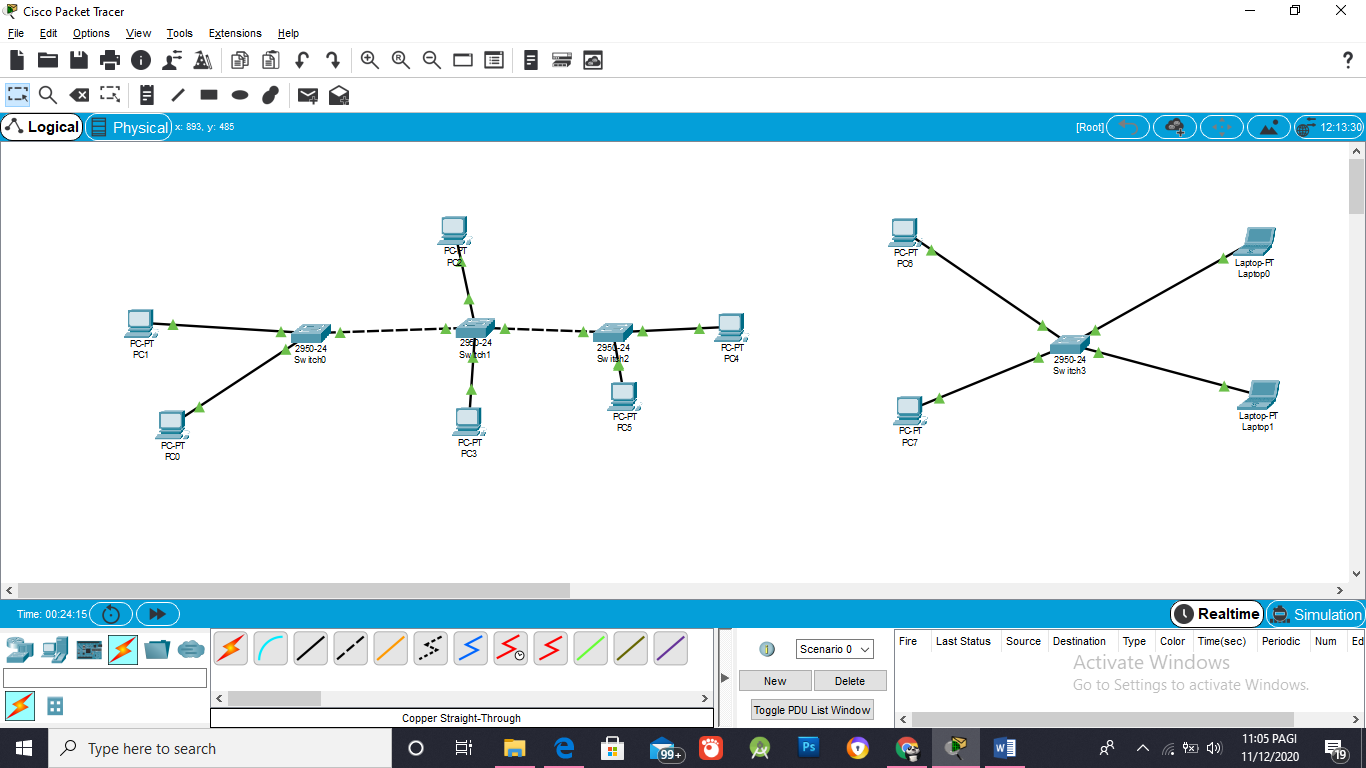 Cisco Packet Tracer
File Edit Options View Tools Extensions Help
Logical Physical x: 893, y: 485 [Root] 12:13:30
PC-PT
PC2
PC-PT
PC6
Laptop-PT
Laptop0
PC-PT
PC1
2950-24
Switch0
2950-24
Switch1
2950-24
Switch2
PC-PT
PC4
2950-24
Switch3
PC-PT
PC0
PC-PT
PC3
PC-PT
PC5
PC-PT
PC7
Laptop-PT
Laptop1
Time: 00:24:15 Realtime Simulation
Scenario 0
New Delete
Toggle PDU List Window
Fire Last Status Source Destination Type Color Time(sec) Periodic Num Ed
Activate Windows
Go to Settings to activate Windows.
Copper Straight-Through
Type here to search
99+
Ps
11:05 PAGI
11/12/2020
19